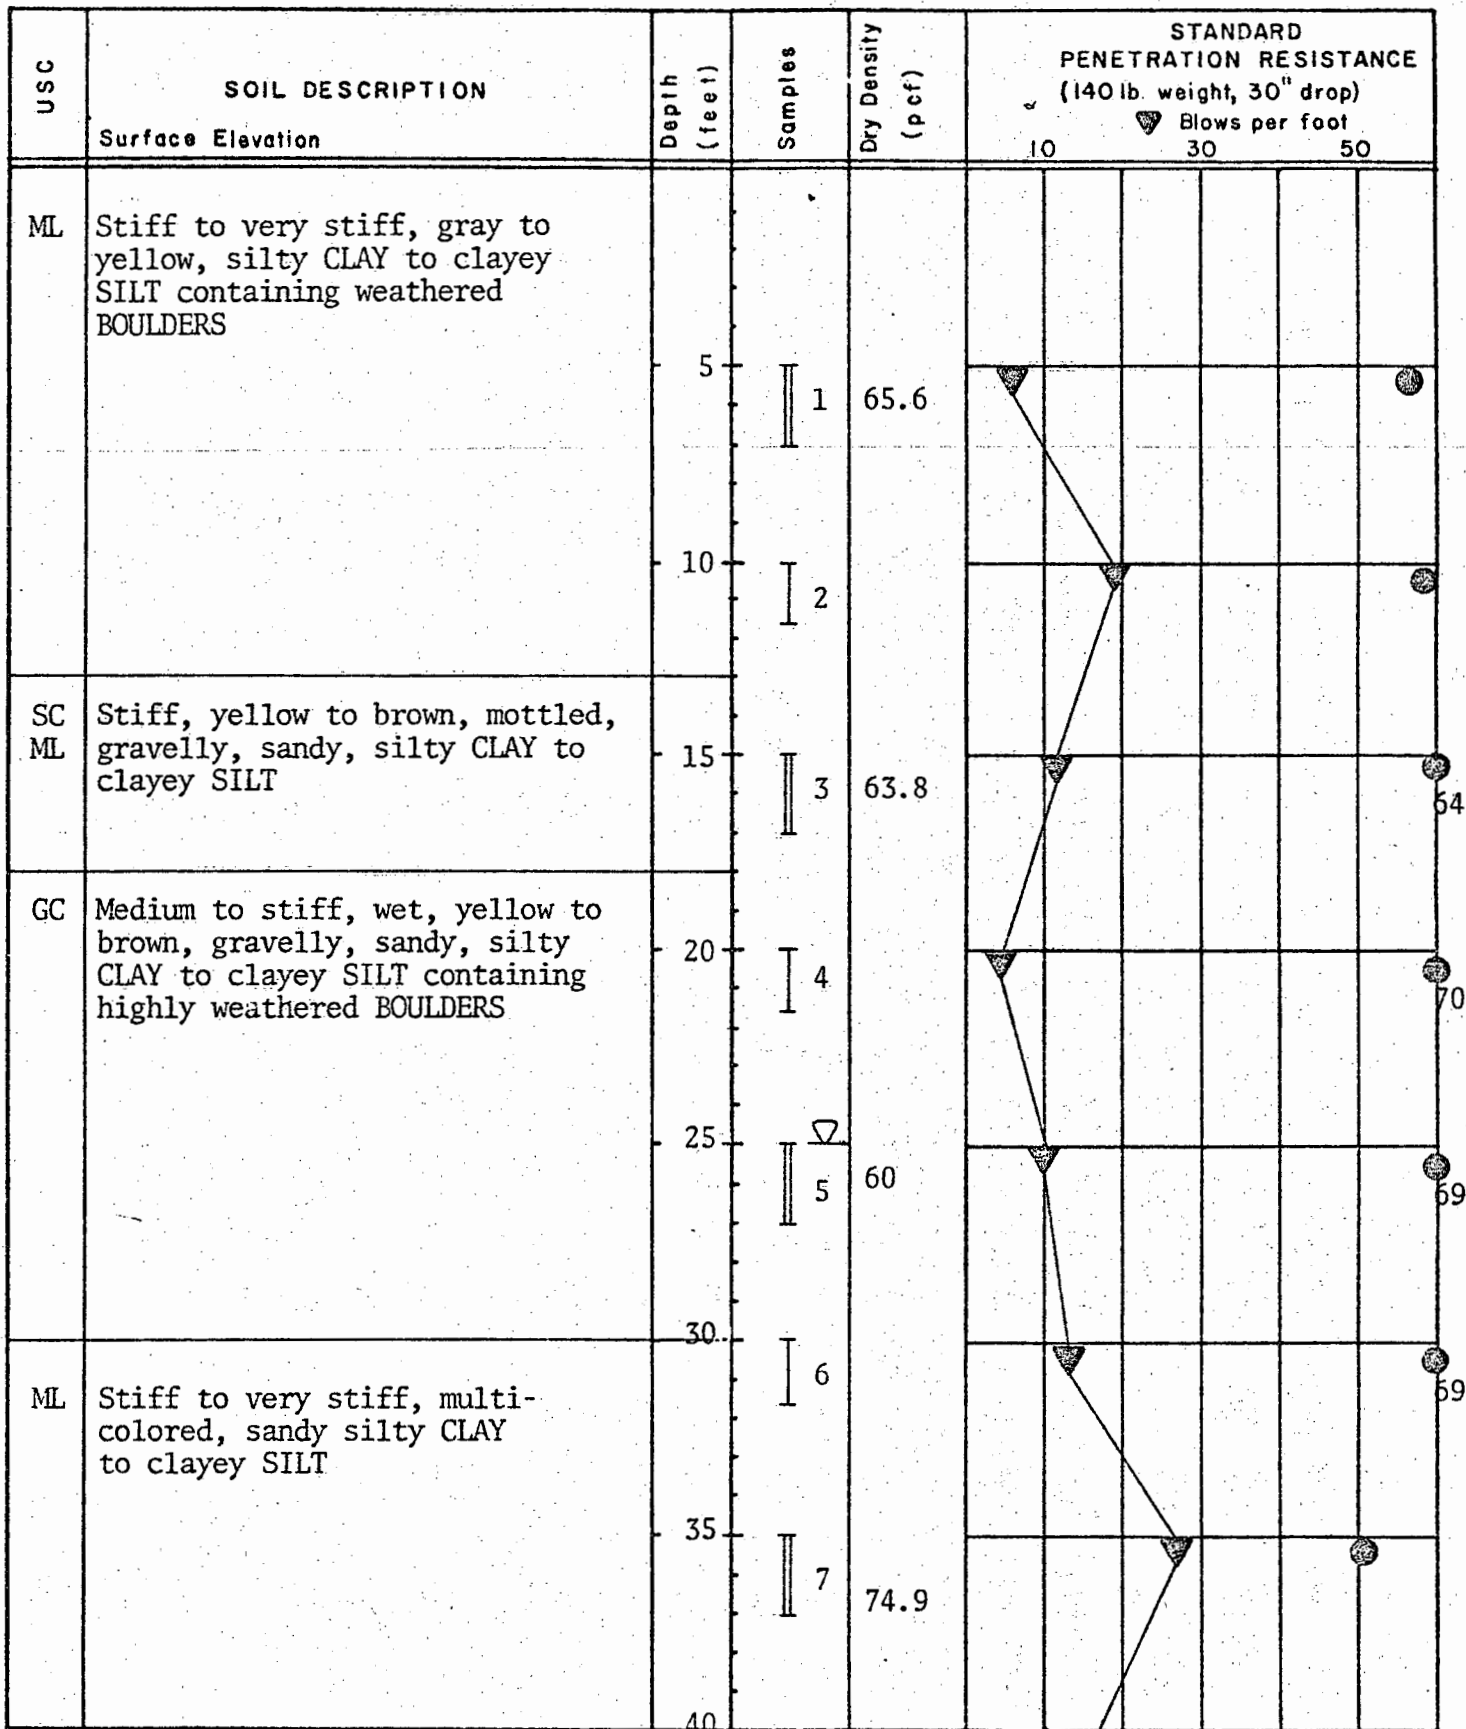 USC
SOIL DESCRIPTION
Surface Elevation
Depth
(feet)
Samples
Dry Density
(pcf)
STANDARD
PENETRATION RESISTANCE
(140 lb. weight, 30" drop)
Blows per foot
10 30 50
ML Stiff to very stiff, gray to
yellow, silty CLAY to clayey
SILT containing weathered
BOULDERS
5
1 65.6
10
2
SC Stiff, yellow to brown, mottled,
ML gravelly, sandy, silty CLAY to
clayey SILT
15
3 63.8
64
GC Medium to stiff, wet, yellow to
brown, gravelly, sandy, silty
CLAY to clayey SILT containing
highly weathered BOULDERS
20
4
70
25
5 60
69
30
6
69
ML Stiff to very stiff, multi-
colored, sandy silty CLAY
to clayey SILT
35
7 74.9
40